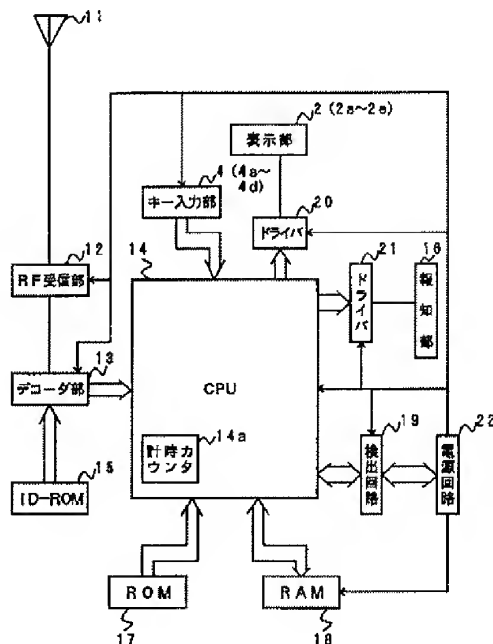 11
2 (2a~2e)
表示部
4 (4a~
4d)
キー入力部
20
ドライバ
12
RF受信部
14
21
16
ドライバ
報知部
13
デコーダ部
CPU
14a
計時カ
ウンタ
19
22
検出回路
電源回路
15
ID-ROM
ROM
17
RAM
18